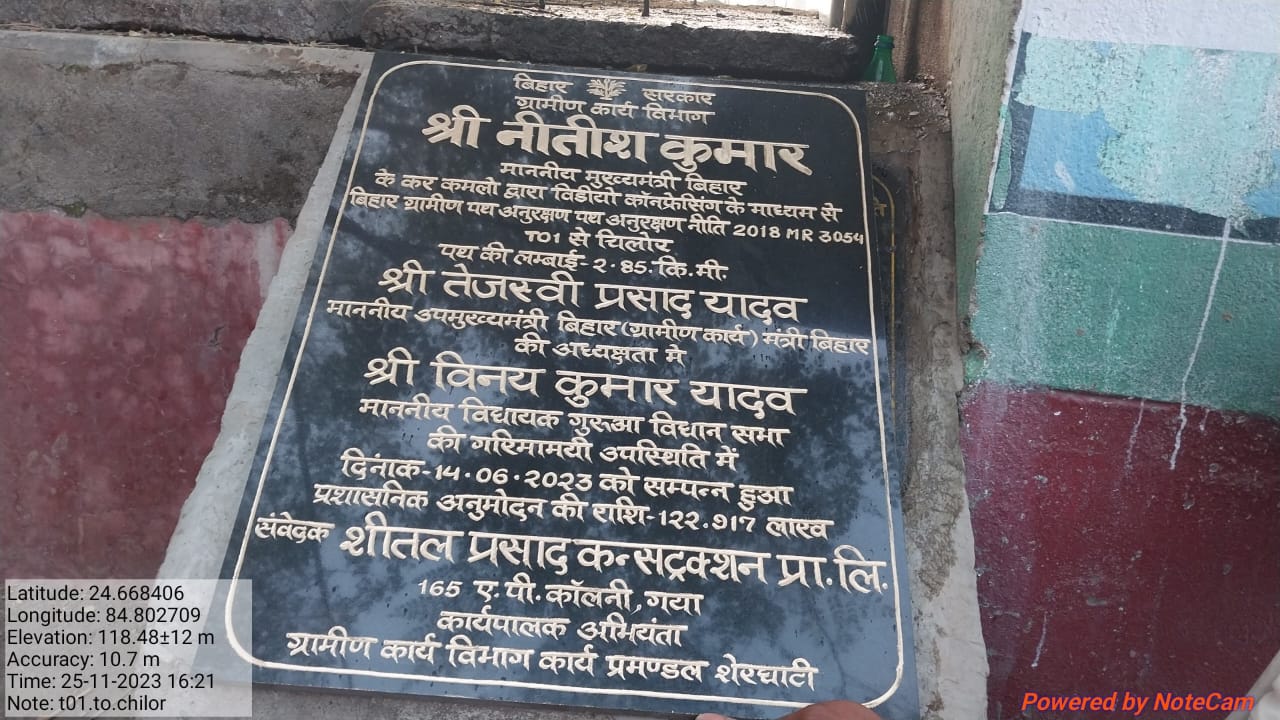 बिहार सरकार
ग्रामीण कार्य विभाग
श्री नीतीश कुमार
माननीय मुख्यमंत्री बिहार
के कर कमलो द्वारा विडीयो कॉनफ्रेसिंग के माध्यम से
बिहार ग्रामीण पथ अनुरक्षण पथ अनुरक्षण नीति 2018 MR 3054
T01 से चिलोर
पथ की लम्बाई-2.85.कि.मी.
श्री तेजस्वी प्रसाद यादव
माननीय उपमुख्यमंत्री बिहार (ग्रामीण कार्य) मंत्री बिहार
की अध्यक्षता मे
श्री विनय कुमार यादव
माननीय विधायक गुरूआ विधान सभा
की गरिमामयी उपस्थिति में
दिनांक-14.06.2023 को सम्पन्न हुआ
प्रशासनिक अनुमोदन की राशि-122.917 लाख
संवेदक शीतल प्रसाद कन्सट्रक्शन प्रा.लि.
165 ए.पी.कॉलनी,गया
कार्यपालक अभियंता
ग्रामीण कार्य विभाग कार्य प्रमण्डल शेरघाटी
Latitude: 24.668406
Longitude: 84.802709
Elevation: 118.48±12 m
Accuracy: 10.7 m
Time: 25-11-2023 16:21
Note: t01.to.chilor
Powered by NoteCam